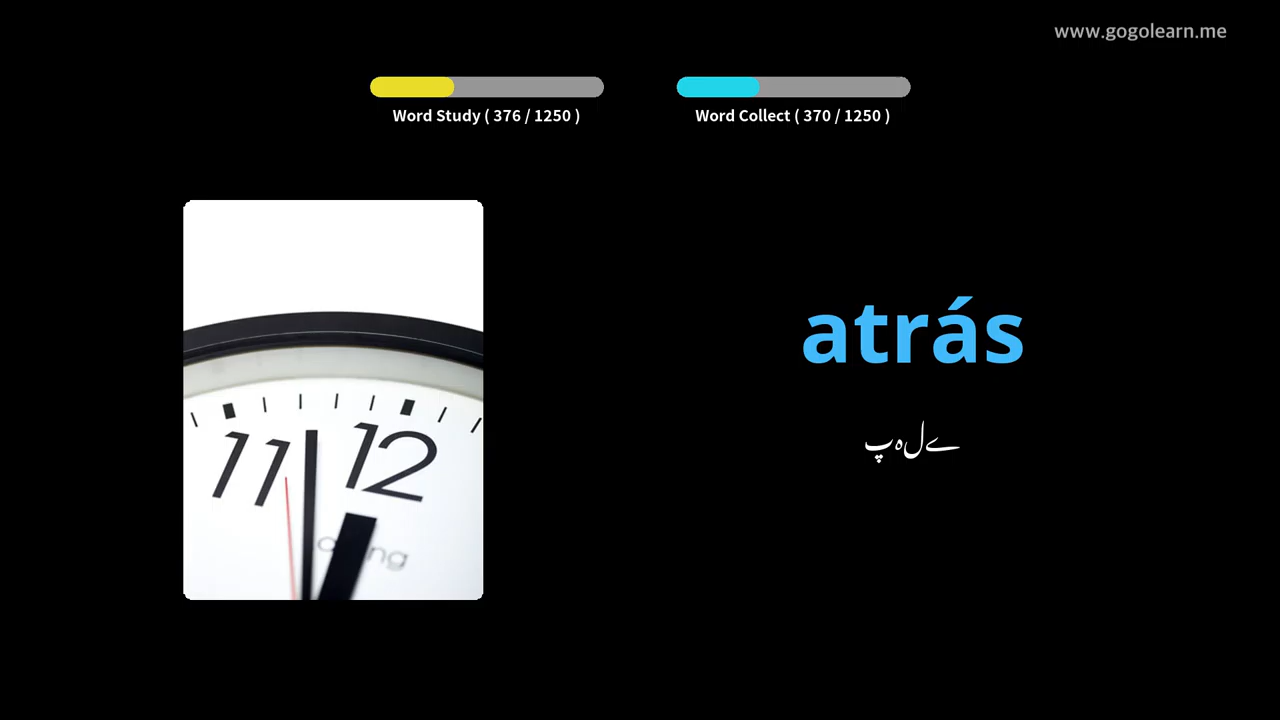 www.gogolearn.me
Word Study ( 376 / 1250 )
Word Collect ( 370 / 1250 )
11 12
atrás
پہلے